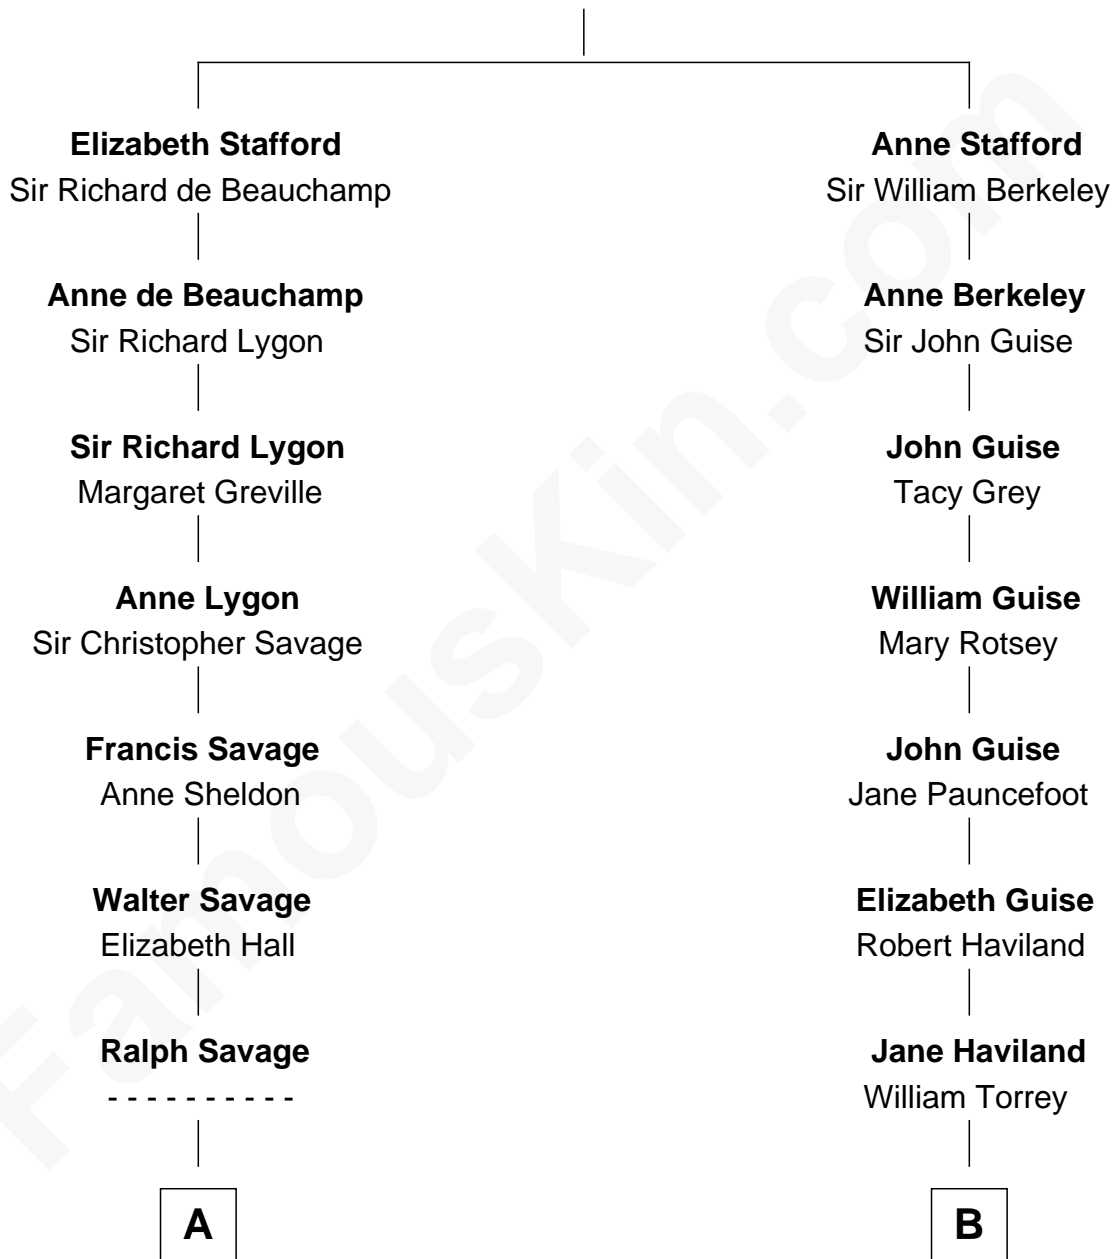 Elizabeth Stafford
Sir Richard de Beauchamp
Anne de Beauchamp
Sir Richard Lygon
Sir Richard Lygon
Margaret Greville
Anne Lygon
Sir Christopher Savage
Francis Savage
Anne Sheldon
Walter Savage
Elizabeth Hall
Ralph Savage
- - - - - - - - - -
A
Anne Stafford
Sir William Berkeley
Anne Berkeley
Sir John Guise
John Guise
Tacy Grey
William Guise
Mary Rotsey
John Guise
Jane Pauncefoot
Elizabeth Guise
Robert Haviland
Jane Haviland
William Torrey
B
FamousKin.com